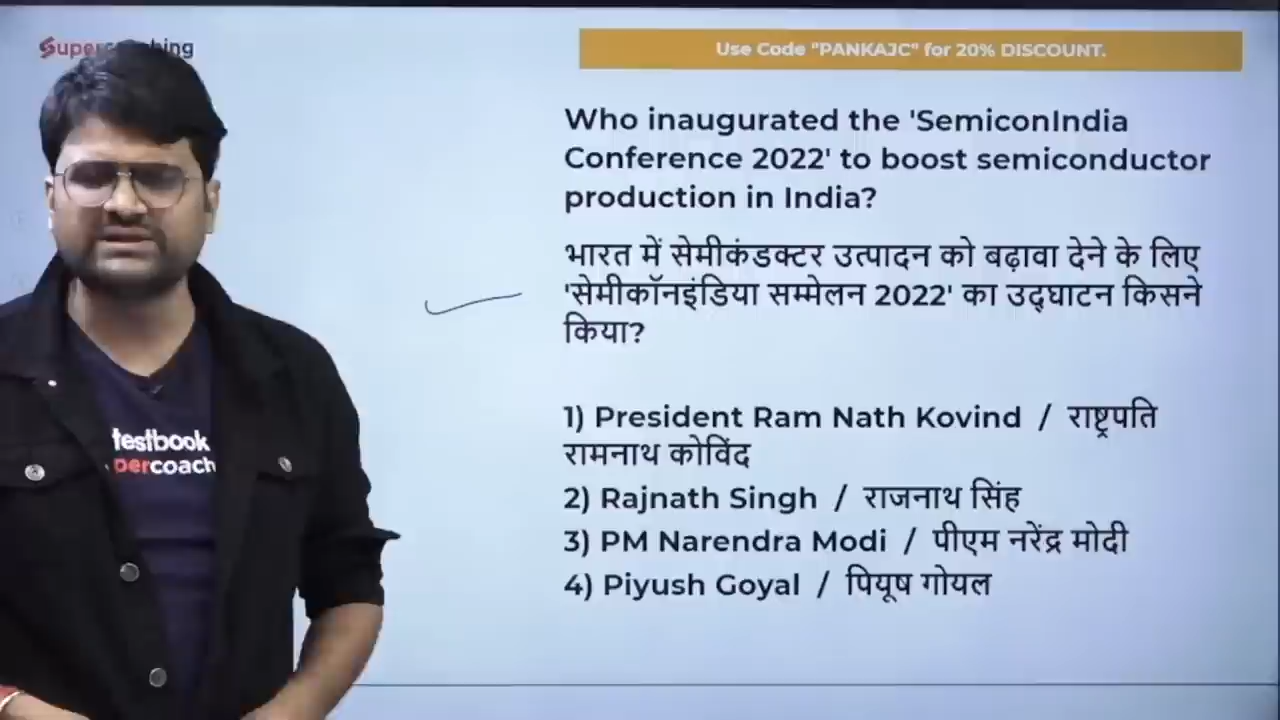 Use Code "PANKAJC" for 20% DISCOUNT.
Who inaugurated the 'SemiconIndia
Conference 2022' to boost semiconductor
production in India?
भारत में सेमीकंडक्टर उत्पादन को बढ़ावा देने के लिए
'सेमीकॉनइंडिया सम्मेलन 2022' का उद्घाटन किसने
किया?
1) President Ram Nath Kovind / राष्ट्रपति
रामनाथ कोविंद
2) Rajnath Singh / राजनाथ सिंह
3) PM Narendra Modi / पीएम नरेंद्र मोदी
4) Piyush Goyal / पियूष गोयल
testbook
percoach